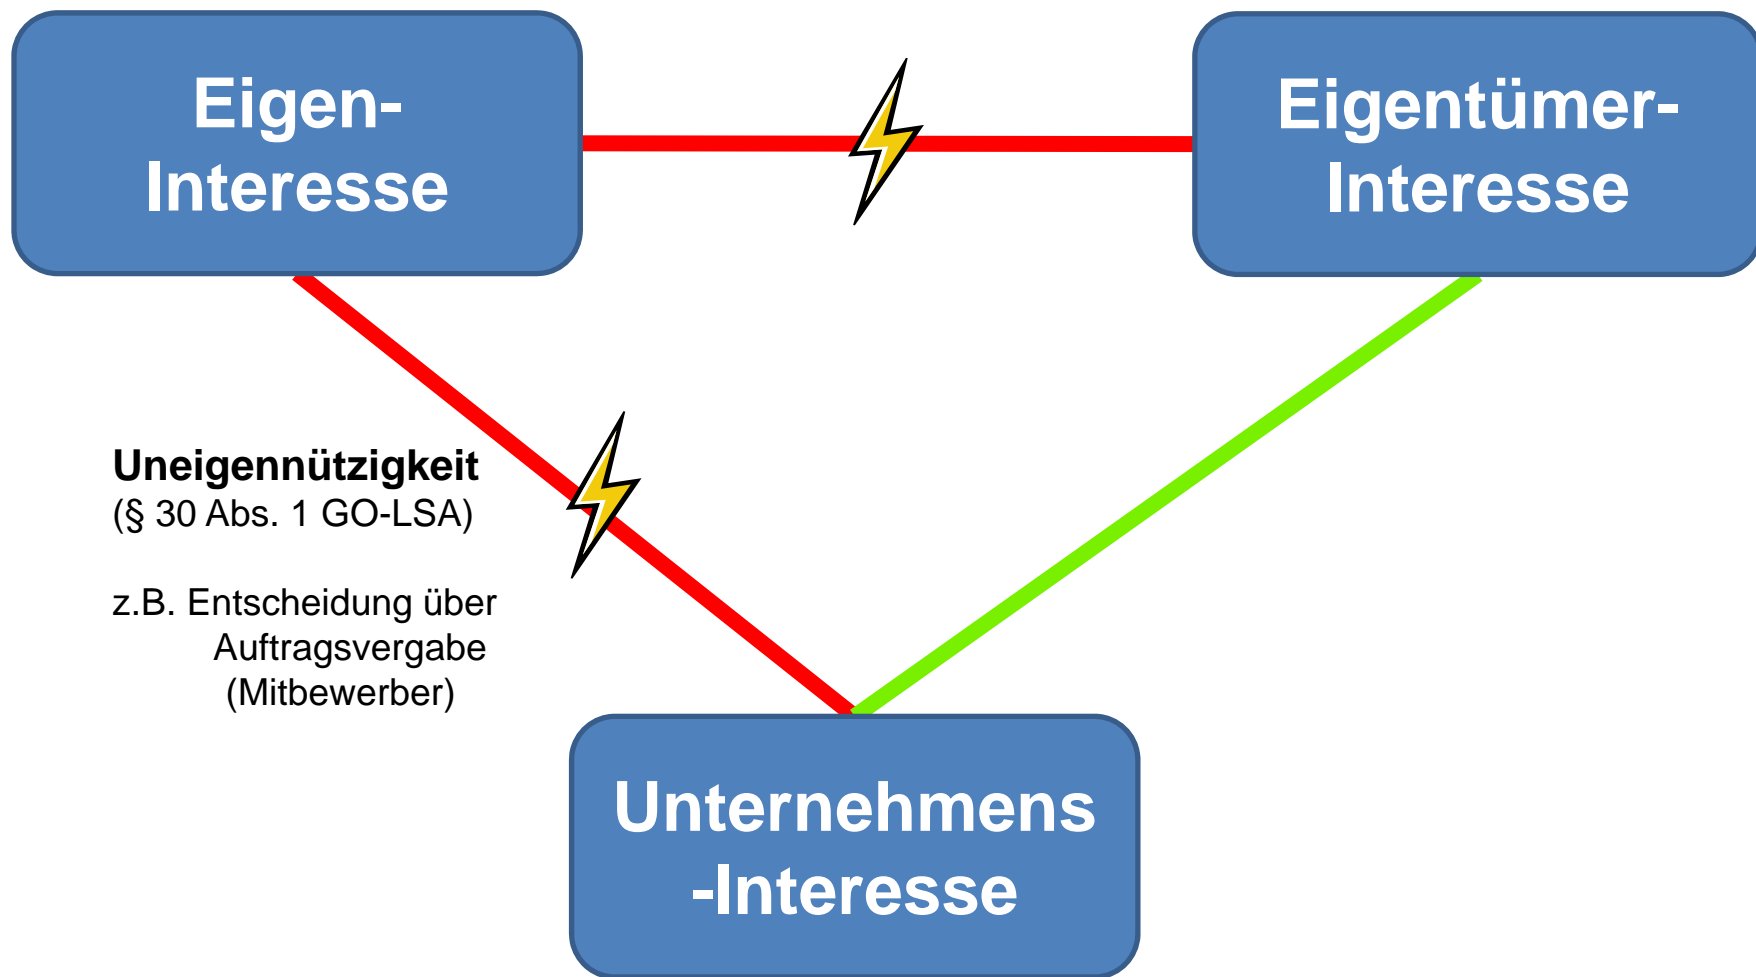 Eigen-
Interesse
Eigentümer-
Interesse
Uneigennützigkeit
(§ 30 Abs. 1 GO-LSA)
z.B. Entscheidung über
Auftragsvergabe
(Mitbewerber)
Unternehmens
-Interesse